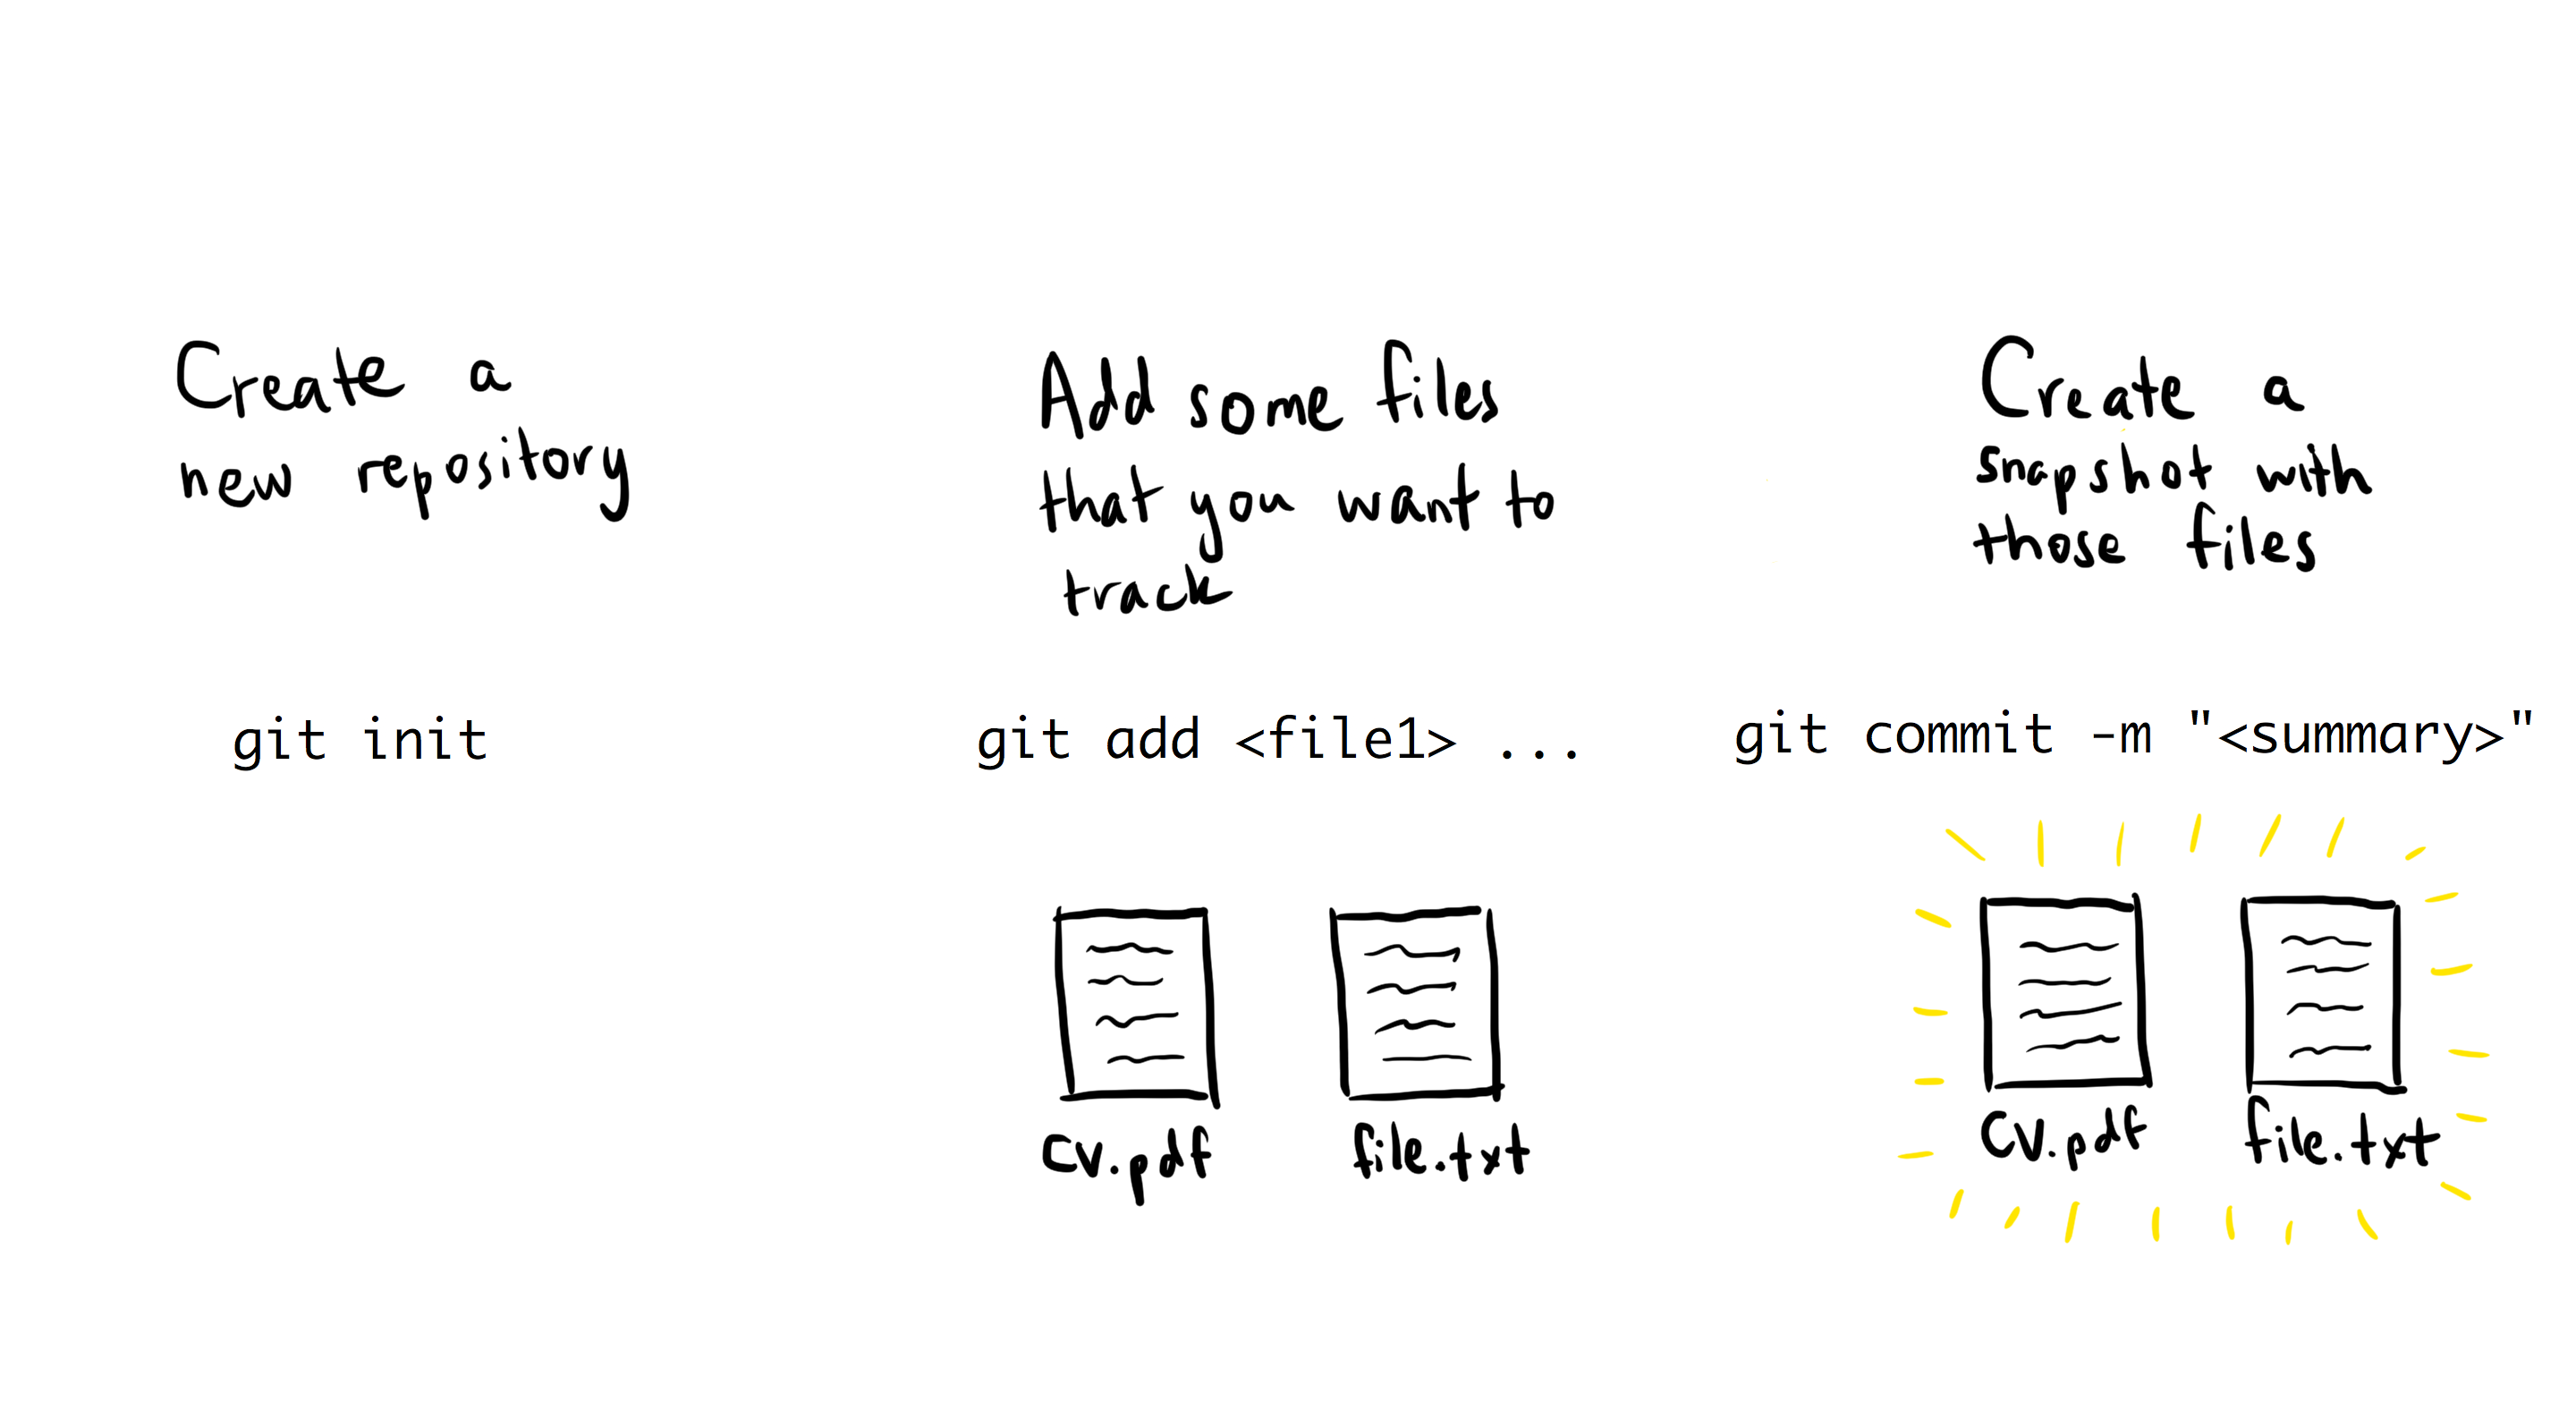 Create a
new repository
git init
Add some files
that you want to
track
git add <file1> ...
cv.pdf
file.txt
Create a
snapshot with
those files
git commit -m "<summary>"
cv.pdf
file.txt